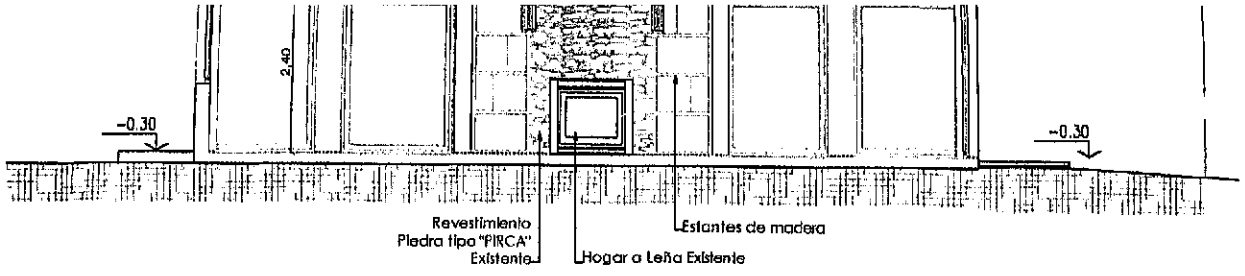 2,40
-0.30
-0.30
Revestimiento
Piedra tipo "PIRCA"
Existente
Hogar a Leña Existente
Estantes de madera